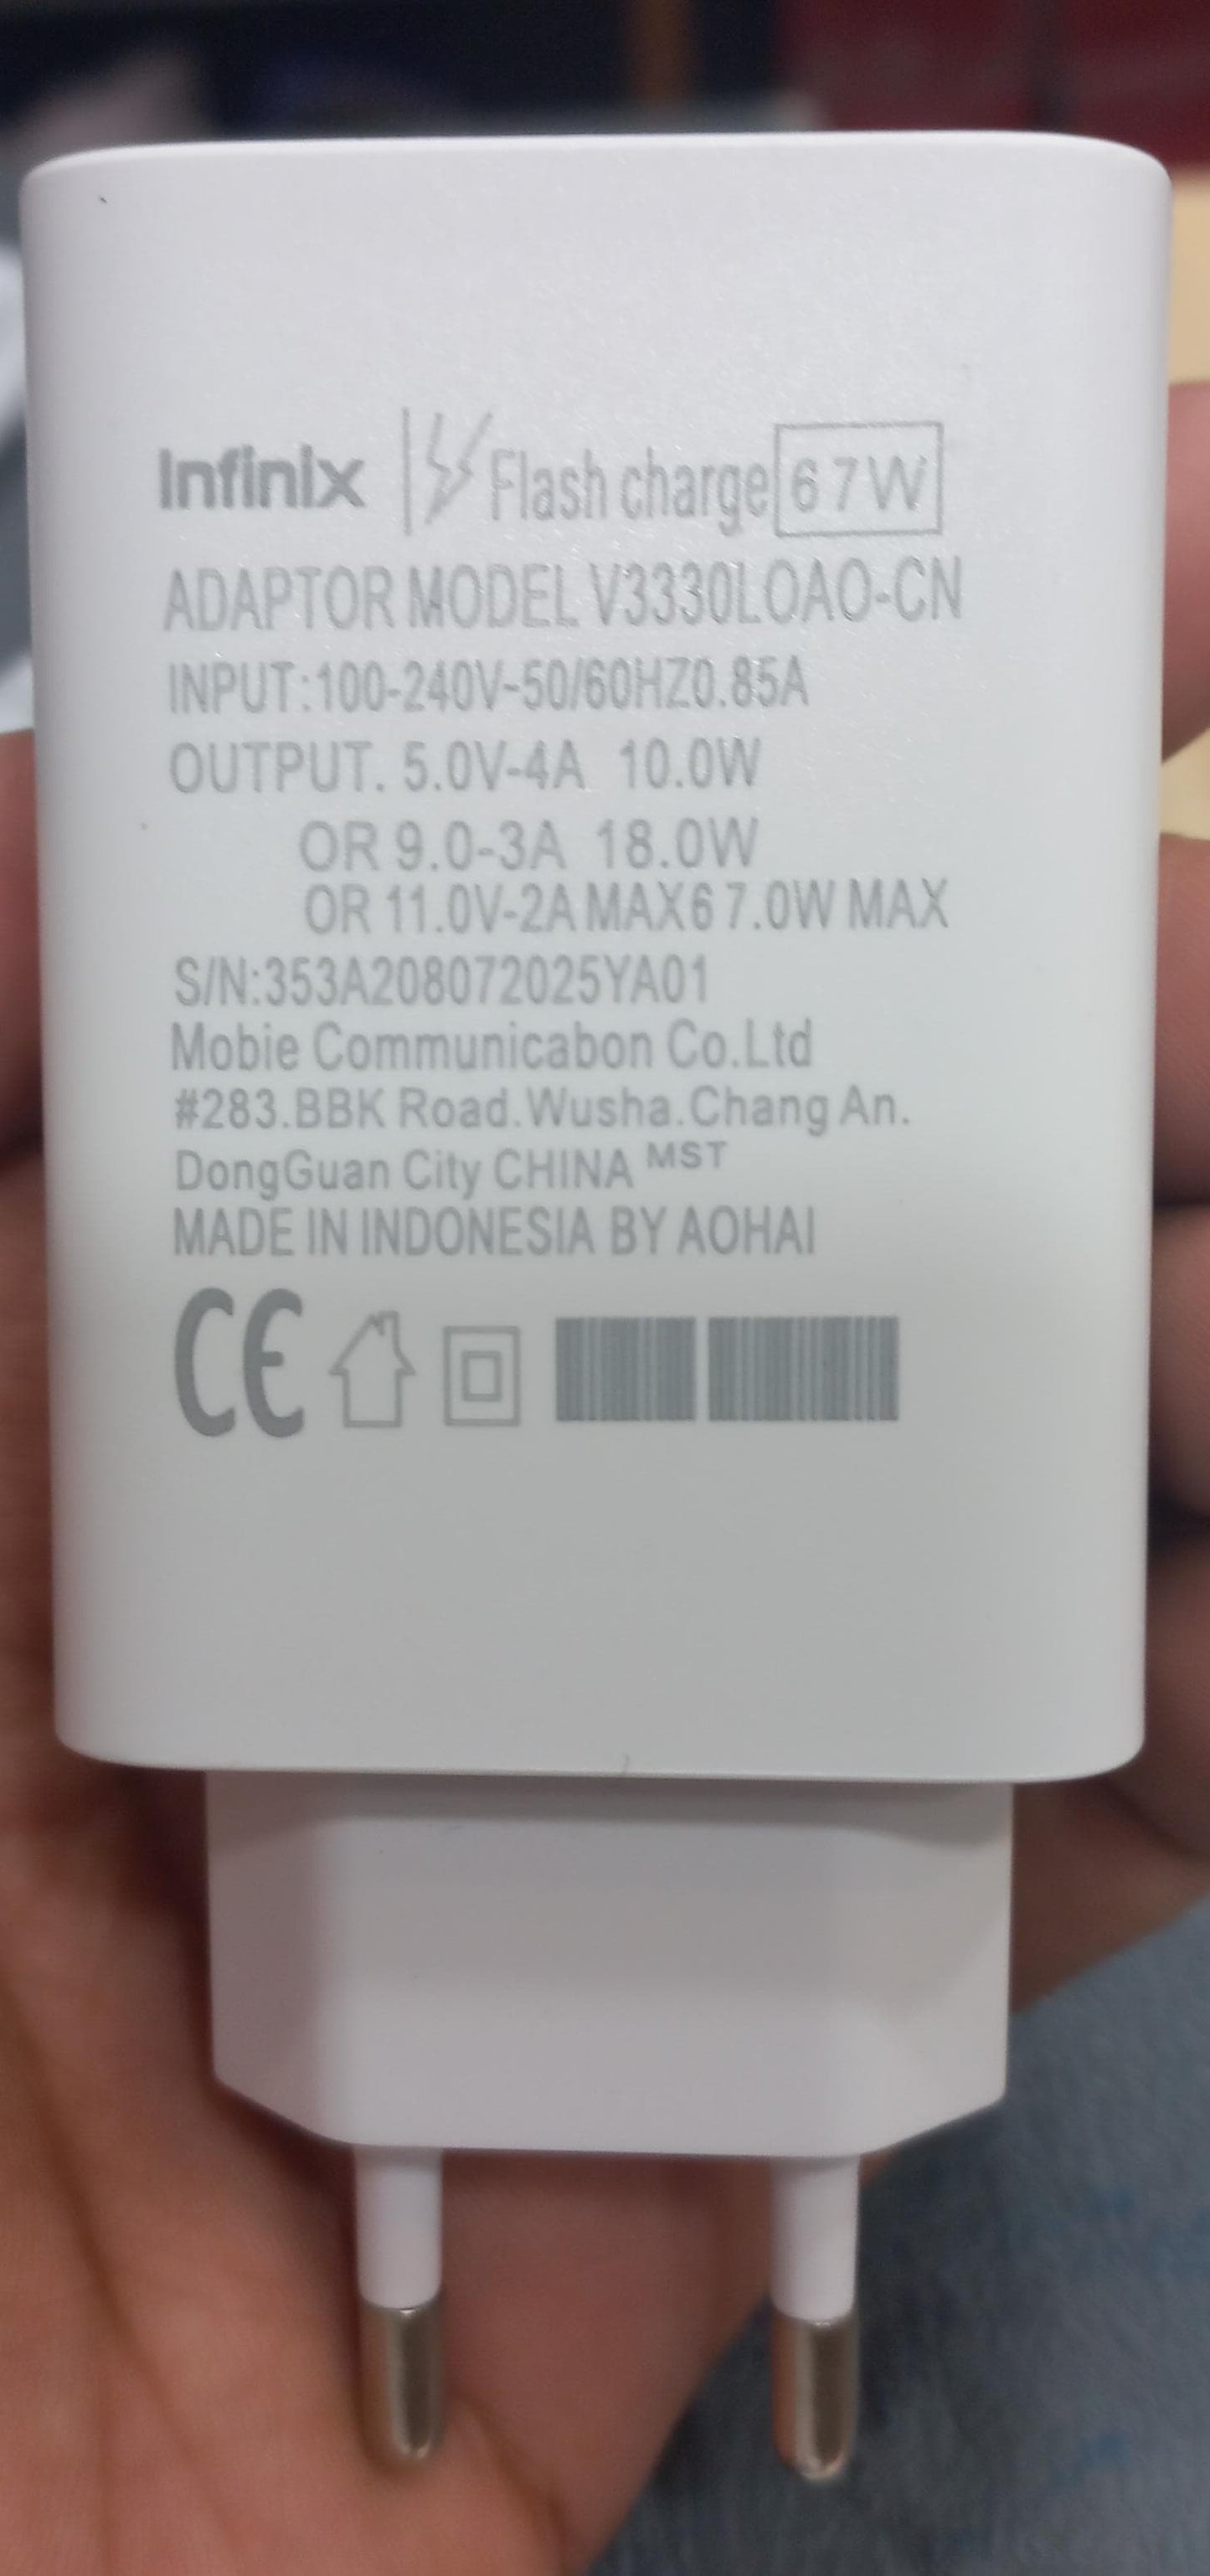 Infinix Flash charge 67W
ADAPTOR MODEL V3330LOAO-CN
INPUT:100-240V-50/60HZ0.85A
OUTPUT. 5.0V-4A 10.0W
OR 9.0-3A 18.0W
OR 11.0V-2A MAX6 7.0W MAX
S/N:353A208072025YA01
Mobie Communicabon Co.Ltd
#283.BBK Road.Wusha.Chang An.
DongGuan City CHINA MST
MADE IN INDONESIA BY AOHAI
CE